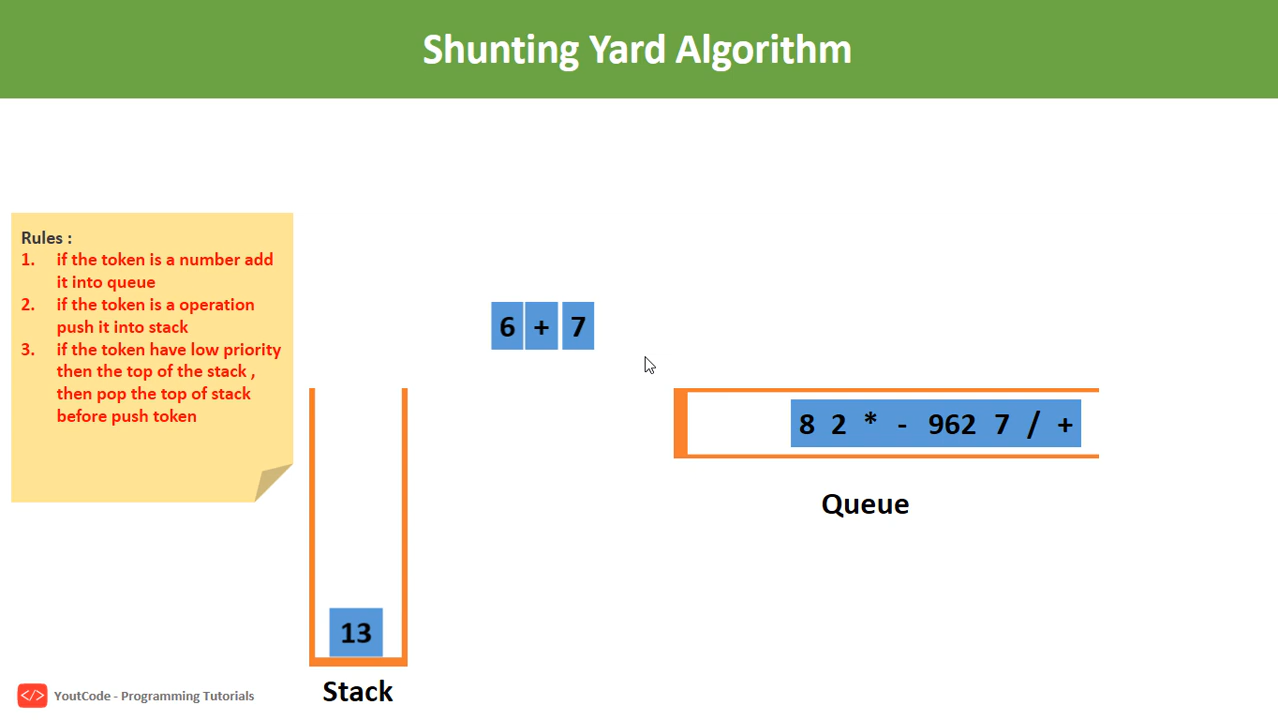 Shunting Yard Algorithm
Rules :
1. if the token is a number add
it into queue
2. if the token is a operation
push it into stack
3. if the token have low priority
then the top of the stack ,
then pop the top of stack
before push token
6 + 7
8 2 * - 962 7 / +
Queue
13
Stack
</> YoutCode - Programming Tutorials